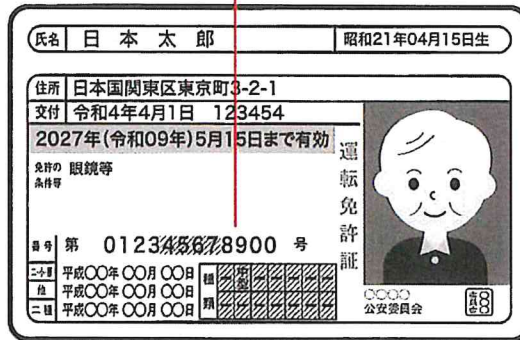 氏名 日本太郎 昭和21年04月15日生
住所 日本国関東区東京町3-2-1
交付 令和4年4月1日 123454
2027年(令和09年)5月15日まで有効
免許の条件等 眼鏡等
運転免許証
番号 第 012345678900 号
二・小・原 平成〇〇年〇〇月〇〇日
他 平成〇〇年〇〇月〇〇日
二種 平成〇〇年〇〇月〇〇日
種類 中型
〇〇〇〇
公安委員会